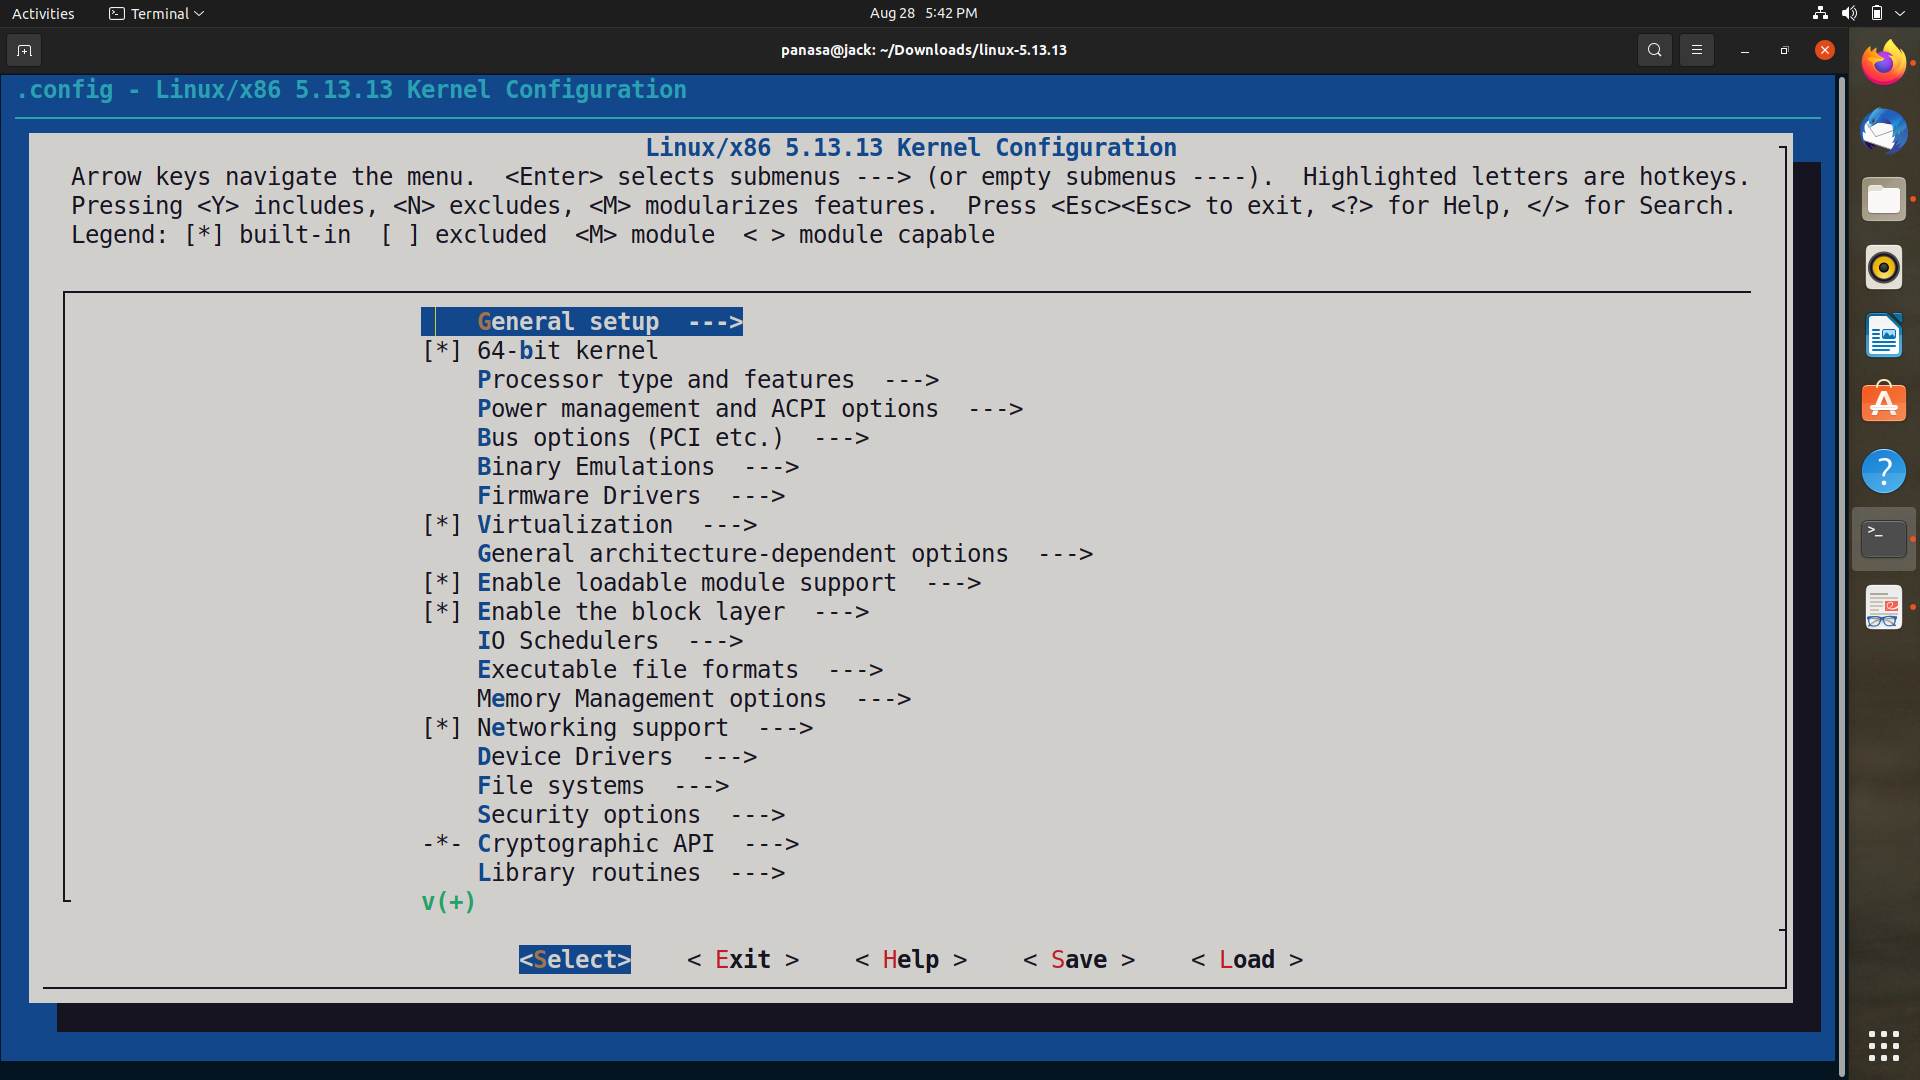 Activities
Terminal
Aug 28 5:42 PM
panasa@jack: ~/Downloads/linux-5.13.13
.config - Linux/x86 5.13.13 Kernel Configuration
Linux/x86 5.13.13 Kernel Configuration
Arrow keys navigate the menu.  <Enter> selects submenus ---> (or empty submenus ----).  Highlighted letters are hotkeys.
Pressing <Y> includes, <N> excludes, <M> modularizes features.  Press <Esc><Esc> to exit, <?> for Help, </> for Search.
Legend: [*] built-in  [ ] excluded  <M> module  < > module capable
General setup  --->
[*] 64-bit kernel
Processor type and features  --->
Power management and ACPI options  --->
Bus options (PCI etc.)  --->
Binary Emulations  --->
Firmware Drivers  --->
[*] Virtualization  --->
General architecture-dependent options  --->
[*] Enable loadable module support  --->
[*] Enable the block layer  --->
IO Schedulers  --->
Executable file formats  --->
Memory Management options  --->
[*] Networking support  --->
Device Drivers  --->
File systems  --->
Security options  --->
-*- Cryptographic API  --->
Library routines  --->
v(+)
<Select>    < Exit >    < Help >    < Save >    < Load >